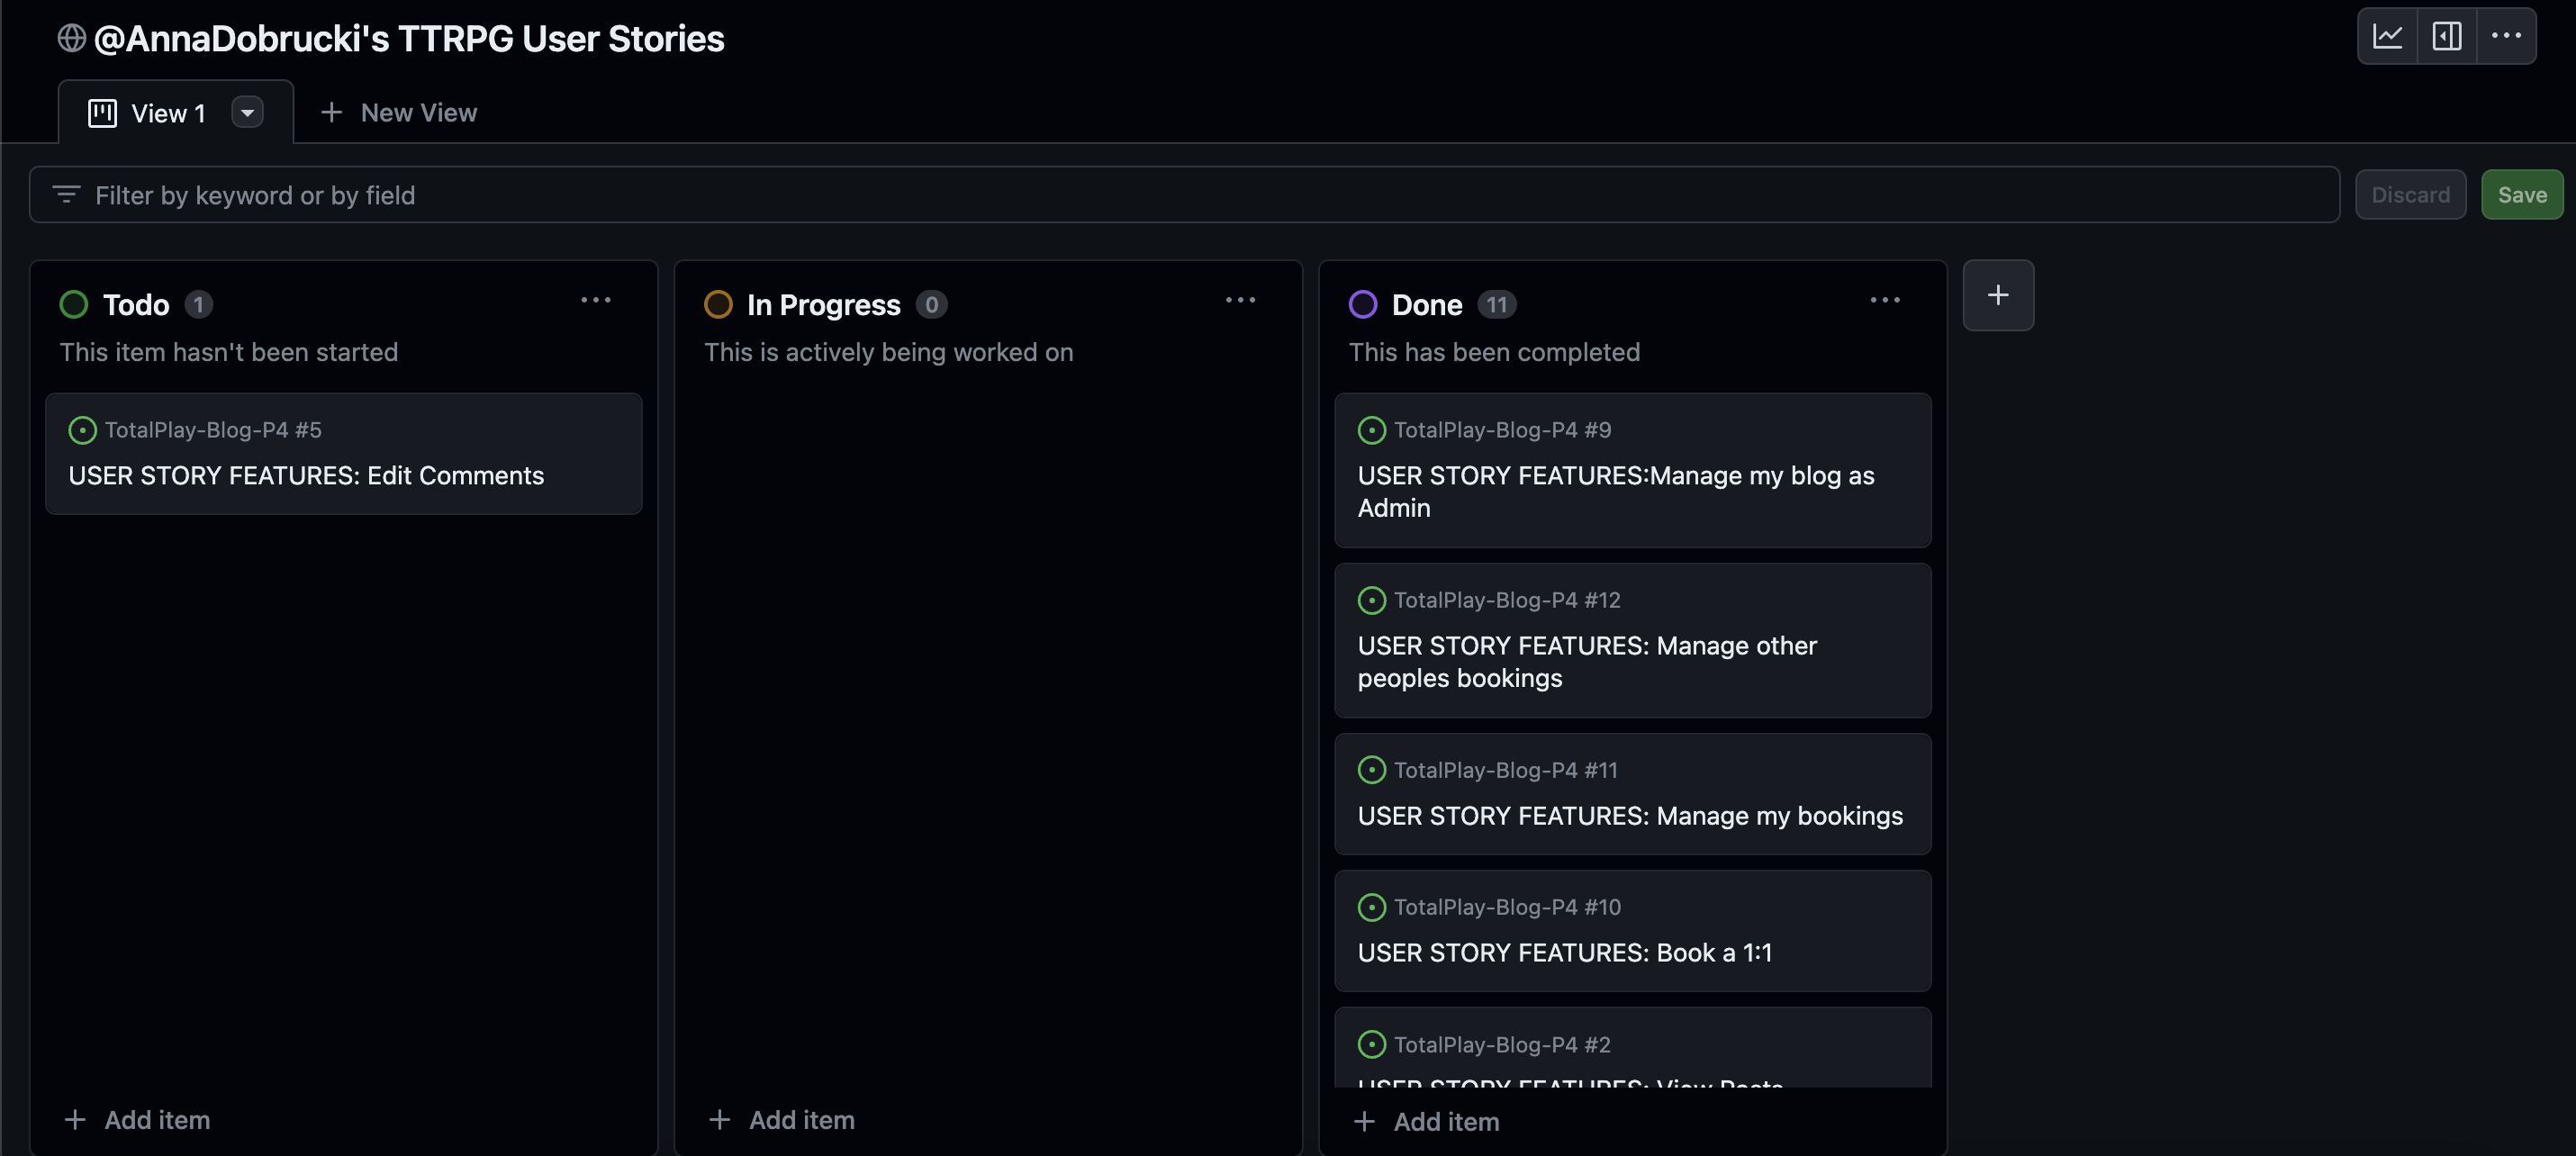 @AnnaDobrucki's TTRPG User Stories
View 1
New View
Filter by keyword or by field
Discard
Save
Todo 1
This item hasn't been started
TotalPlay-Blog-P4 #5
USER STORY FEATURES: Edit Comments
Add item
In Progress 0
This is actively being worked on
Add item
Done 11
This has been completed
TotalPlay-Blog-P4 #9
USER STORY FEATURES:Manage my blog as
Admin
TotalPlay-Blog-P4 #12
USER STORY FEATURES: Manage other
peoples bookings
TotalPlay-Blog-P4 #11
USER STORY FEATURES: Manage my bookings
TotalPlay-Blog-P4 #10
USER STORY FEATURES: Book a 1:1
TotalPlay-Blog-P4 #2
USER STORY FEATURES: View Posts
Add item